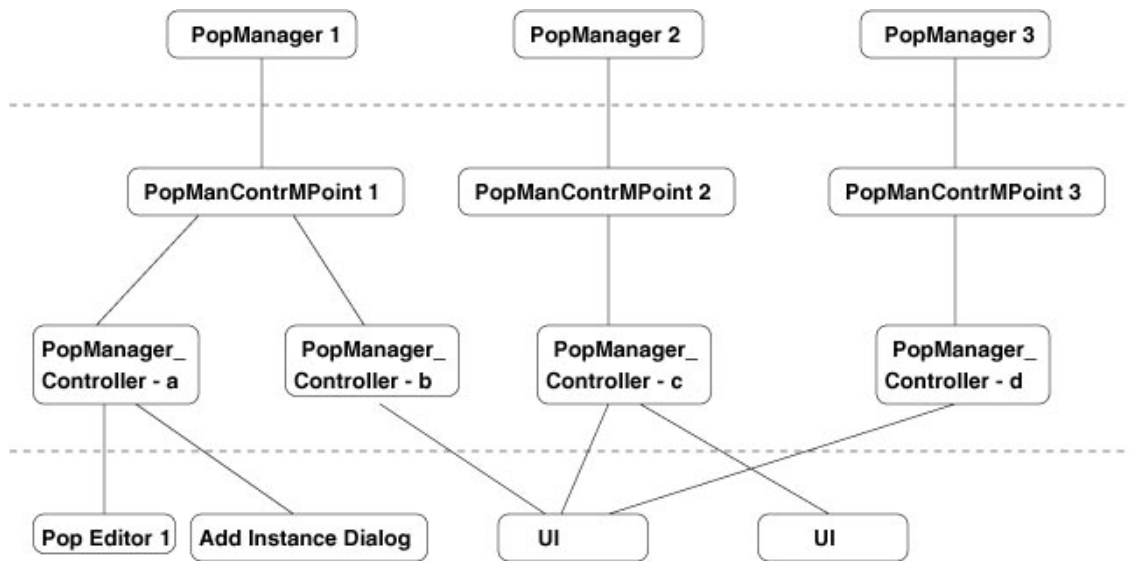 PopManager 1
PopManager 2
PopManager 3
PopManContrMPoint 1
PopManContrMPoint 2
PopManContrMPoint 3
PopManager_
Controller - a
PopManager_
Controller - b
PopManager_
Controller - c
PopManager_
Controller - d
Pop Editor 1
Add Instance Dialog
UI
UI